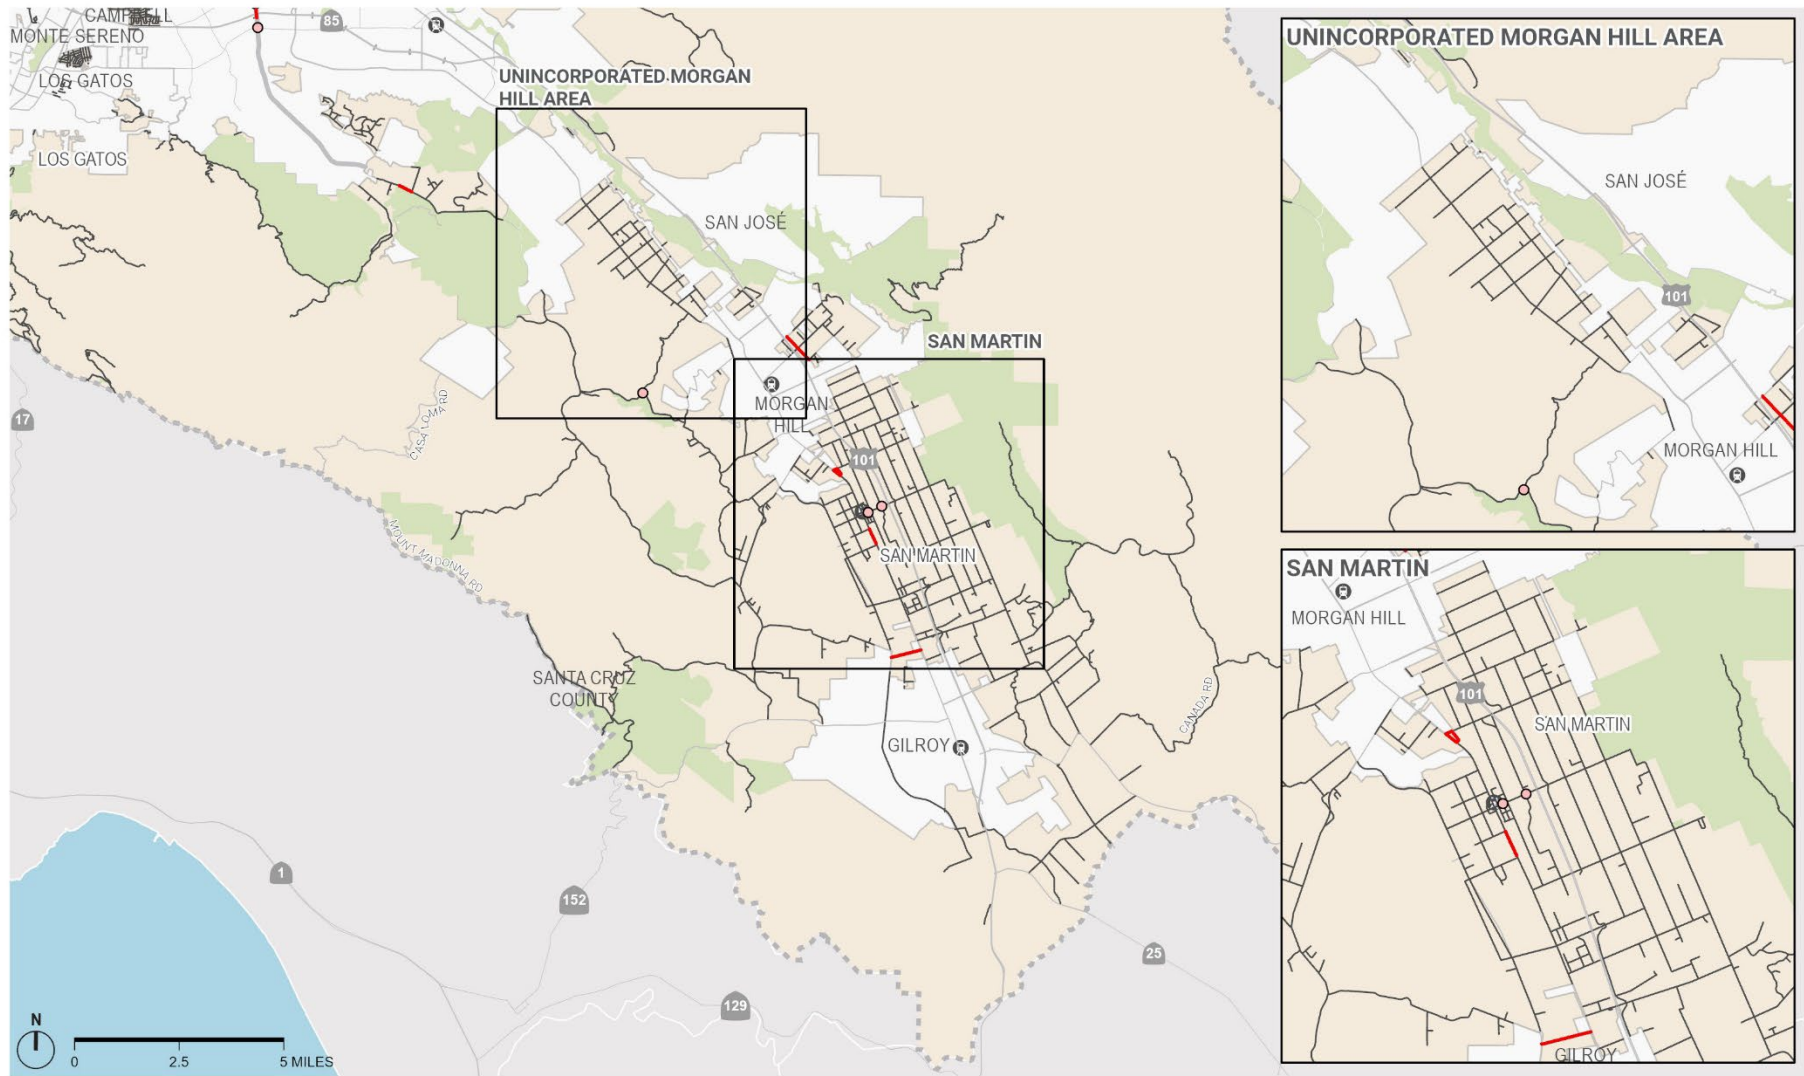 CAMPBELL
MONTE SERENO
LOS GATOS
LOS GATOS
85
17
UNINCORPORATED MORGAN
HILL AREA
SAN JOSÉ
SAN MARTIN
MORGAN
HILL
101
SAN MARTIN
CASA LOMA RD
MOUNT MADONNA RD
SANTA CRUZ
COUNTY
GILROY
CANADA RD
1
152
129
25
N
0
2.5
5 MILES
UNINCORPORATED MORGAN HILL AREA
SAN JOSÉ
101
MORGAN HILL
SAN MARTIN
MORGAN HILL
101
SAN MARTIN
GILROY